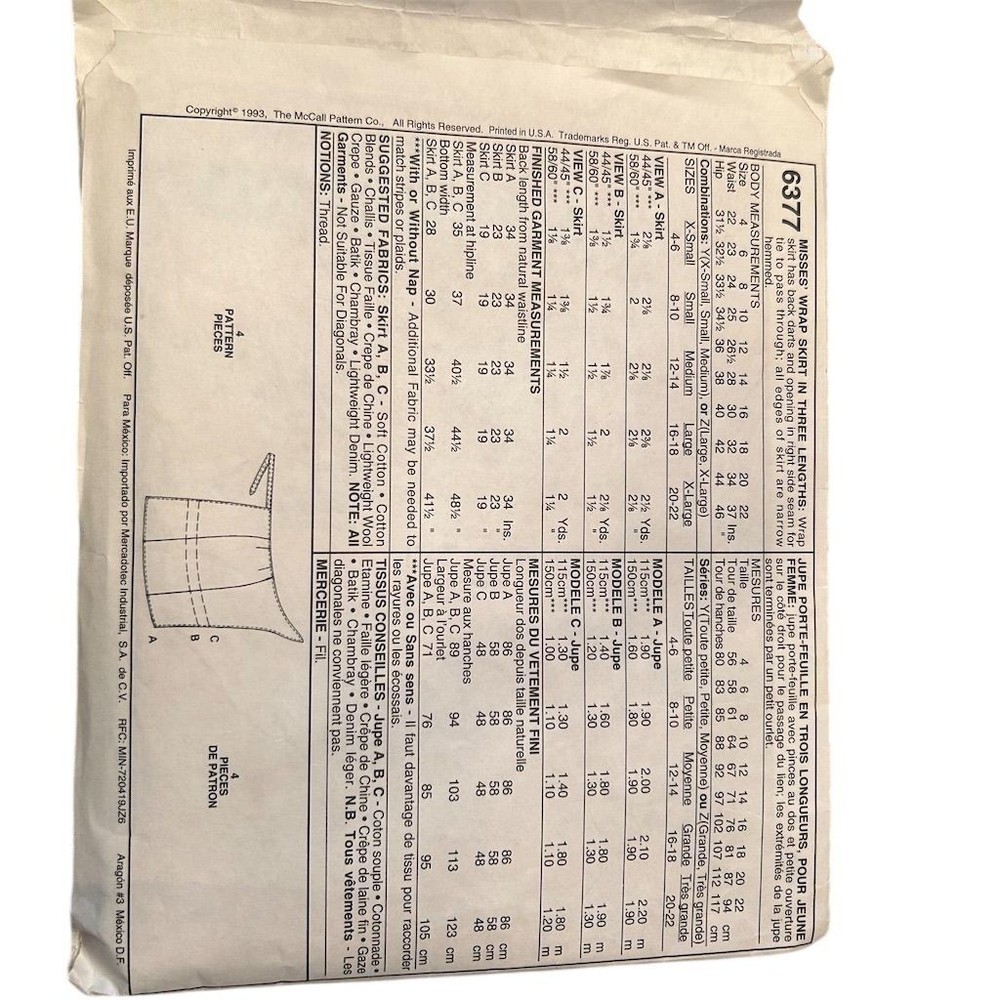 Copyright© 1993, The McCall Pattern Co., All Rights Reserved. Printed in U.S.A. Trademarks Reg. U.S. Pat. & TM Off. - Marca Registrada
6377
MISSES' WRAP SKIRT IN THREE LENGTHS: Wrap
skirt has back darts and opening in right side seam for
tie to pass through; all edges of skirt are narrow
hemmed.
BODY MEASUREMENTS
Size 4 6 8 10 12 14 16 18 20 22
Waist 22 23 24 25 26½ 28 30 32 34 37 Ins.
Hip 31½ 32½ 33½ 34½ 36 38 40 42 44 46 "
Combinations: Y(X-Small, Small, Medium), or Z(Large, X-Large)
SIZES X-Small Small Medium Large X-Large
4-6 8-10 12-14 16-18 20-22
VIEW A - Skirt
44/45" *** 2⅛ 2⅛ 2⅛ 2⅜ 2½ Yds.
58/60" *** 1¾ 2 2⅛ 2⅛ 2⅛ "
VIEW B - Skirt
44/45" *** 1½ 1¾ 1⅞ 2 2⅛ Yds.
58/60" *** 1⅜ 1½ 1½ 1½ 1½ "
VIEW C - Skirt
44/45" *** 1⅜ 1⅜ 1½ 2 2 Yds.
58/60" *** 1⅛ 1¼ 1¼ 1¼ 1¼ "
FINISHED GARMENT MEASUREMENTS
Back length from natural waistline
Skirt A 34 34 34 34 34 Ins.
Skirt B 23 23 23 23 23 "
Skirt C 19 19 19 19 19 "
Measurement at hipline
Skirt A, B, C 35 37 40½ 44½ 48½ "
Bottom width
Skirt A, B, C 28 30 33½ 37½ 41½ "
***With or Without Nap - Additional Fabric may be needed to
match stripes or plaids.
SUGGESTED FABRICS: Skirt A, B, C - Soft Cotton • Cotton
Blends • Challis • Tissue Faille • Crepe de Chine • Lightweight Wool
Crepe • Gauze • Batik • Chambray • Lightweight Denim. NOTE: All
Garments - Not Suitable For Diagonals.
NOTIONS: Thread.
JUPE PORTE-FEUILLE EN TROIS LONGUEURS, POUR JEUNE
FEMME: jupe porte-feuille avec pinces au dos et petite ouverture
sur le côté droit pour le passage du lien; les extrémités de la jupe
sont terminées par un petit ourlet.
MESURES
Taille 4 6 8 10 12 14 16 18 20 22
Tour de taille 56 58 61 64 67 71 76 81 87 94 cm
Tour de hanches 80 83 85 88 92 97 102 107 112 117 cm
Séries: Y(Toute petite, Petite, Moyenne) ou Z(Grande, Très grande)
TAILLES Toute petite Petite Moyenne Grande Très grande
4-6 8-10 12-14 16-18 20-22
MODELE A - Jupe
115cm*** 1.90 1.90 2.00 2.10 2.20 m
150cm*** 1.60 1.80 1.90 1.90 1.90 m
MODELE B - Jupe
115cm*** 1.40 1.60 1.80 1.80 1.90 m
150cm*** 1.20 1.30 1.30 1.30 1.30 m
MODELE C - Jupe
115cm*** 1.30 1.30 1.40 1.80 1.80 m
150cm*** 1.00 1.10 1.10 1.10 1.20 m
MESURES DU VETEMENT FINI
Longueur dos depuis taille naturelle
Jupe A 86 86 86 86 86 cm
Jupe B 58 58 58 58 58 cm
Jupe C 48 48 48 48 48 cm
Mesure aux hanches
Jupe A, B, C 89 94 103 113 123 cm
Largeur à l'ourlet
Jupe A, B, C 71 76 85 95 105 cm
***Avec ou Sans sens - Il faut davantage de tissu pour raccorder
les rayures ou les écossais.
TISSUS CONSEILLES - Jupe A, B, C - Coton souple • Cotonnade •
Etamine • Faille légère • Crêpe de Chine • Crêpe de laine fin • Gaze
• Batik • Chambray • Denim léger. N.B. Tous vêtements - Les
diagonales ne conviennent pas.
MERCERIE - Fil.
4
PATTERN
PIECES
C
B
A
4
PIECES
DE PATRON
Imprimé aux E.U. Marque déposée U.S. Pat. Off. Para México: Importado por Mercadotec Industrial, S.A. de C.V. RFC: MIN-720419JZ6 Aragón #3 México D.F.